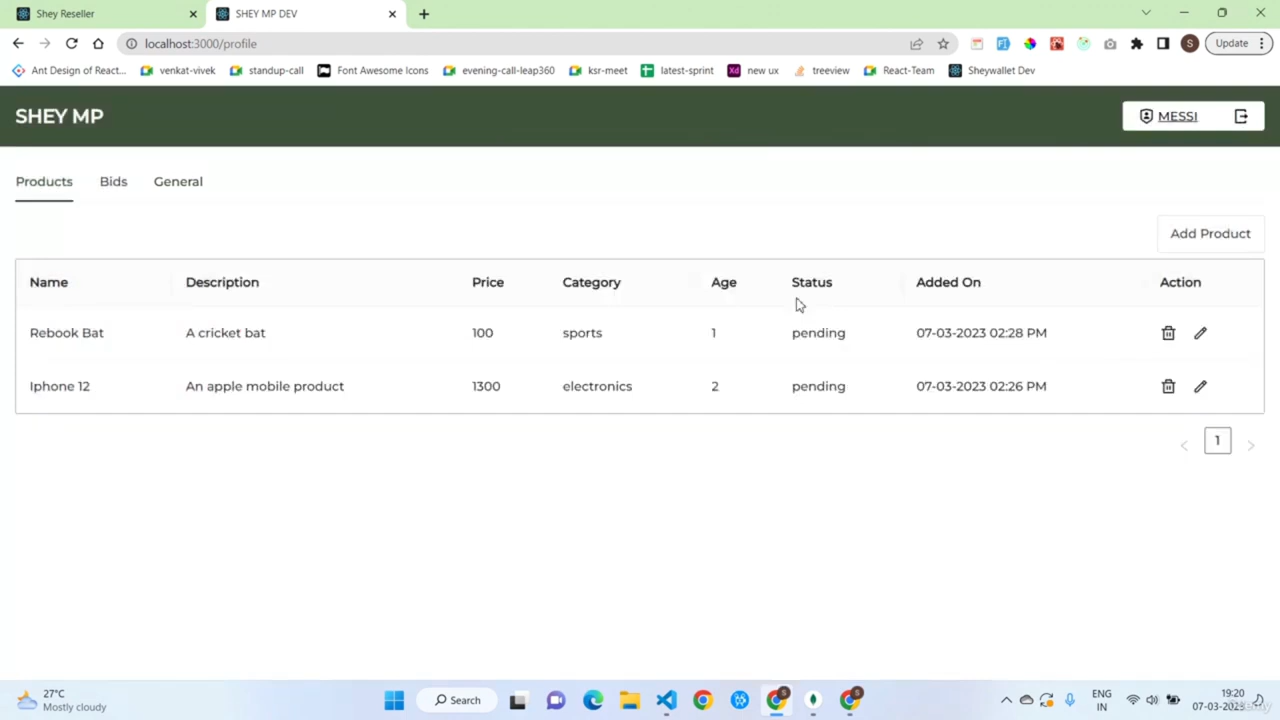 Shey Reseller
SHEY MP DEV
localhost:3000/profile
S
Update
Ant Design of React...
venkat-vivek
standup-call
Font Awesome Icons
evening-call-leap360
ksr-meet
latest-sprint
Xd
new ux
treeview
React-Team
Sheywallet Dev
SHEY MP
MESSI
Products
Bids
General
Add Product
Name Description Price Category Age Status Added On Action
Rebook Bat A cricket bat 100 sports 1 pending 07-03-2023 02:28 PM
Iphone 12 An apple mobile product 1300 electronics 2 pending 07-03-2023 02:26 PM
< 1 >
27°C
Mostly cloudy
Search
ENG
IN
19:20
07-03-2023